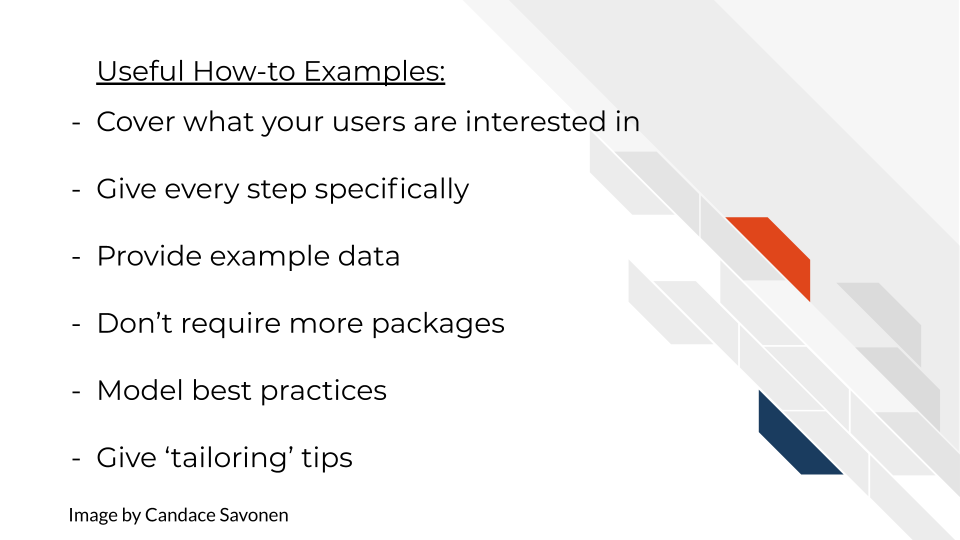 Useful How-to Examples:
- Cover what your users are interested in
- Give every step specifically
- Provide example data
- Don’t require more packages
- Model best practices
- Give ‘tailoring’ tips
Image by Candace Savonen